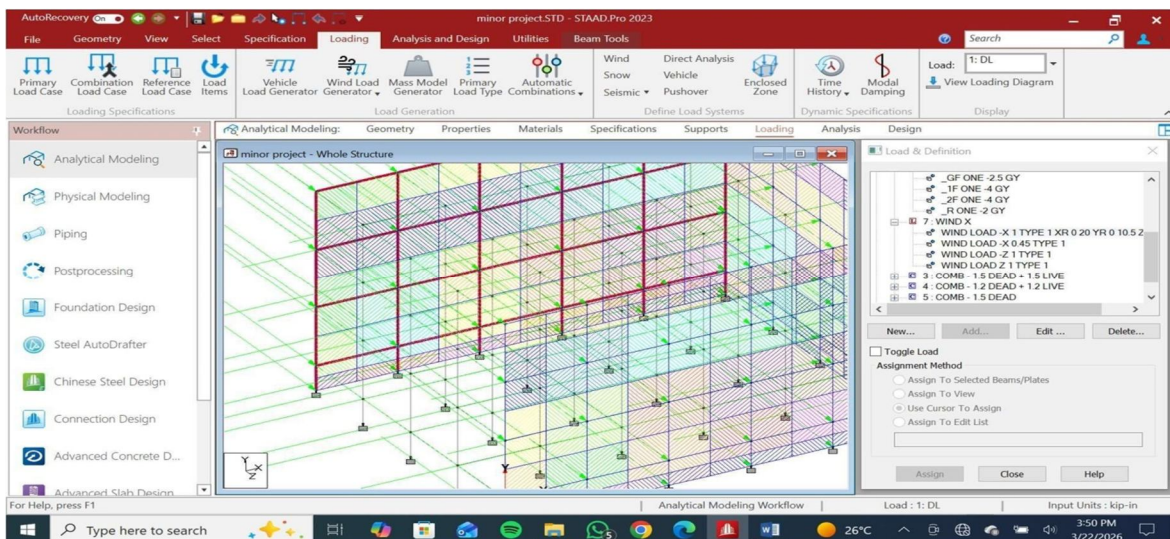 AutoRecovery On minor project.STD - STAAD.Pro 2023
File Geometry View Select Specification Loading Analysis and Design Utilities Beam Tools Search
Primary Load Case
Combination Load Case
Reference Load Case
Load Items
Vehicle Load Generator
Wind Load Generator
Mass Model Generator
Primary Load Type
Automatic Combinations
Wind Direct Analysis
Snow Vehicle
Seismic Pushover
Enclosed Zone
Time History
Modal Damping
Load: 1: DL
View Loading Diagram
Loading Specifications Load Generation Define Load Systems Dynamic Specifications Display
Workflow
Analytical Modeling
Physical Modeling
Piping
Postprocessing
Foundation Design
Steel AutoDrafter
Chinese Steel Design
Connection Design
Advanced Concrete D...
Advanced Slab Design
Analytical Modeling: Geometry Properties Materials Specifications Supports Loading Analysis Design
minor project - Whole Structure
Y
X
Z
Y
Load & Definition
_GF ONE -2.5 GY
_1F ONE -4 GY
_2F ONE -4 GY
_R ONE -2 GY
7 : WIND X
WIND LOAD -X 1 TYPE 1 XR 0 20 YR 0 10.5 Z
WIND LOAD -X 0.45 TYPE 1
WIND LOAD -Z 1 TYPE 1
WIND LOAD Z 1 TYPE 1
3 : COMB - 1.5 DEAD + 1.5 LIVE
4 : COMB - 1.2 DEAD + 1.2 LIVE
5 : COMB - 1.5 DEAD
New... Add... Edit ... Delete...
Toggle Load
Assignment Method
Assign To Selected Beams/Plates
Assign To View
Use Cursor To Assign
Assign To Edit List
Assign Close Help
For Help, press F1 Analytical Modeling Workflow Load : 1: DL Input Units : kip-in
Type here to search 5 26°C 3:50 PM
3/22/2026